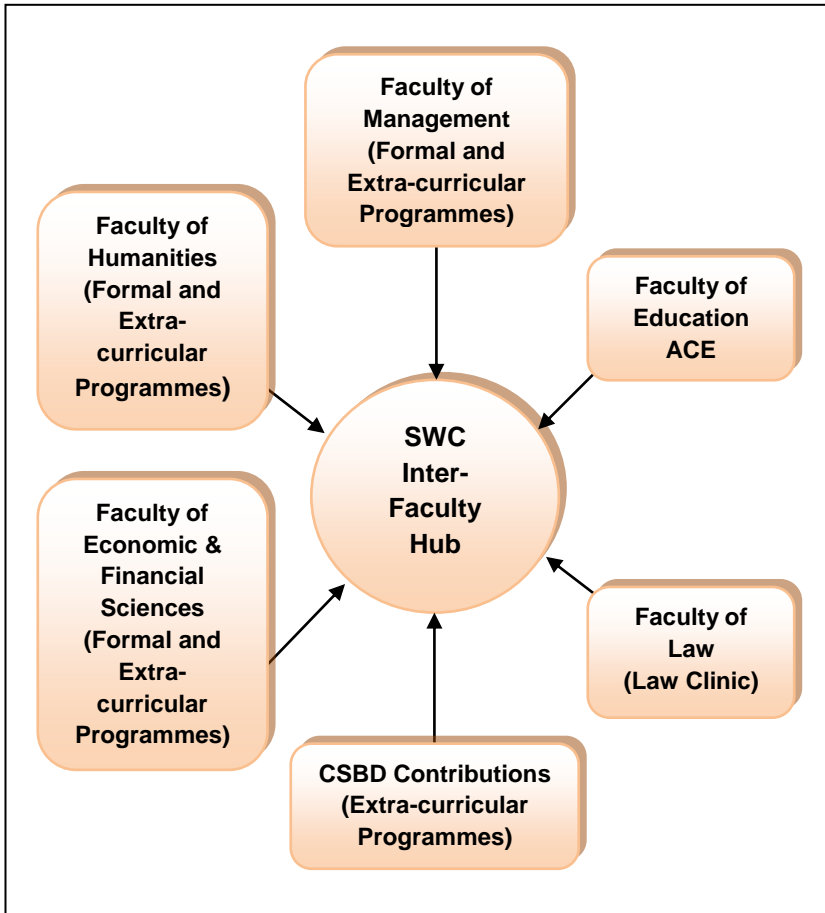 Faculty of
Management
(Formal and
Extra-curricular
Programmes)
Faculty of
Humanities
(Formal and
Extra-
curricular
Programmes)
Faculty of
Education
ACE
SWC
Inter-
Faculty
Hub
Faculty of
Economic &
Financial
Sciences
(Formal and
Extra-
curricular
Programmes)
Faculty of
Law
(Law Clinic)
CSBD Contributions
(Extra-curricular
Programmes)